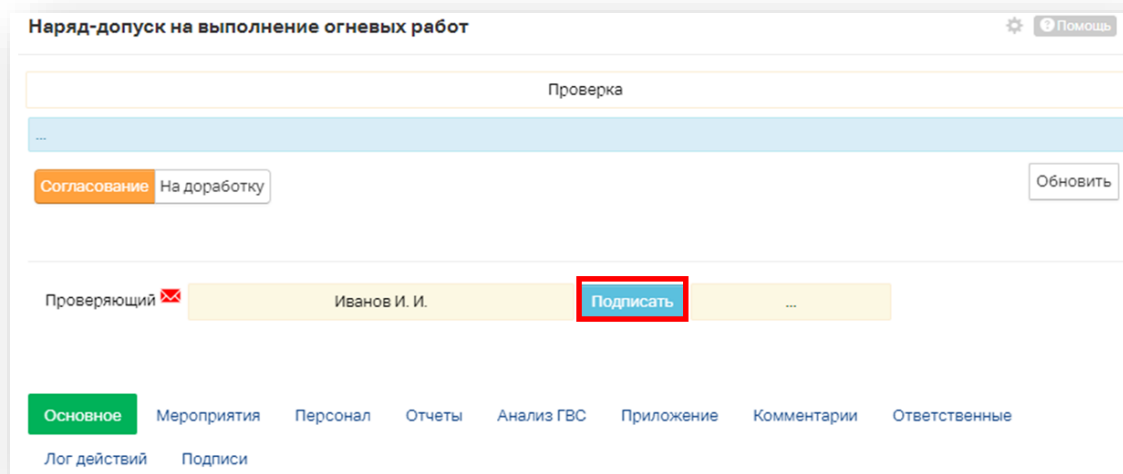 Наряд-допуск на выполнение огневых работ
Помощь
Проверка
...
Согласование На доработку
Обновить
Проверяющий Иванов И. И. Подписать ...
Основное Мероприятия Персонал Отчеты Анализ ГВС Приложение Комментарии Ответственные
Лог действий Подписи